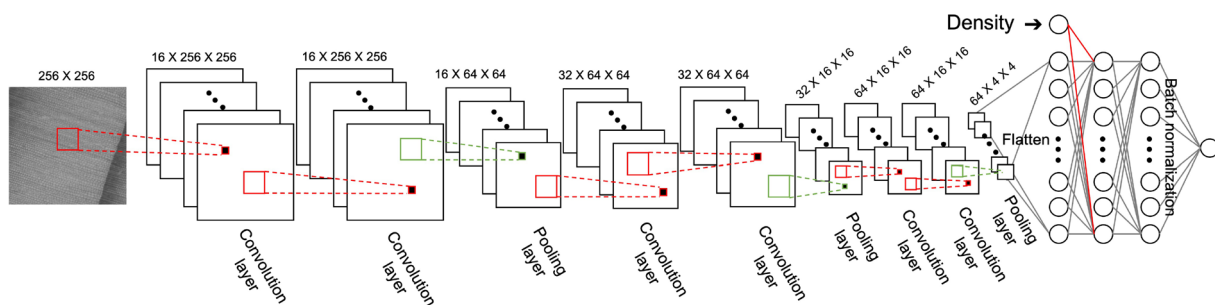 Density →
256 X 256
16 X 256 X 256
16 X 256 X 256
16 X 64 X 64
32 X 64 X 64
32 X 64 X 64
32 X 16 X 16
64 X 16 X 16
64 X 16 X 16
64 X 4 X 4
Flatten
Batch normalization
Convolution
layer
Convolution
layer
Pooling
layer
Convolution
layer
Convolution
layer
Pooling
layer
Convolution
layer
Convolution
layer
Pooling
layer